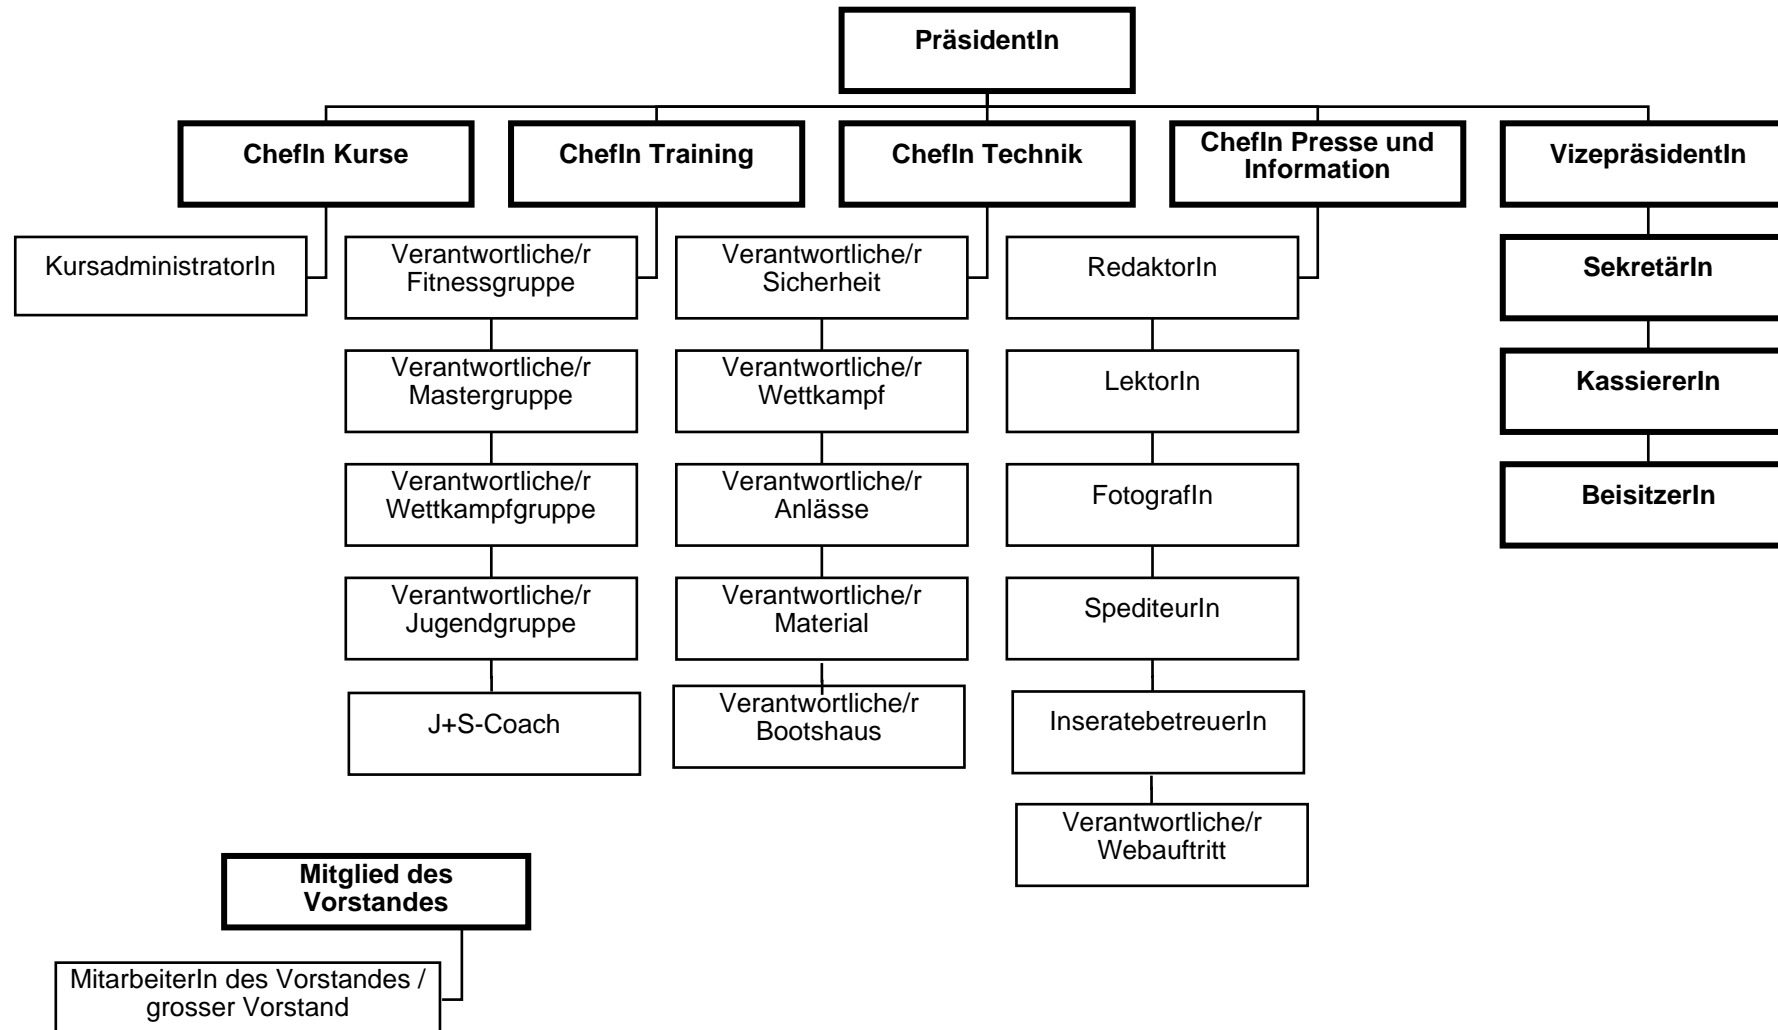 PräsidentIn
ChefIn Kurse
ChefIn Training
ChefIn Technik
ChefIn Presse und
Information
VizepräsidentIn
KursadministratorIn
Verantwortliche/r
Fitnessgruppe
Verantwortliche/r
Sicherheit
RedaktorIn
SekretärIn
Verantwortliche/r
Mastergruppe
Verantwortliche/r
Wettkampf
LektorIn
KassiererIn
Verantwortliche/r
Wettkampfgruppe
Verantwortliche/r
Anlässe
FotografIn
BeisitzerIn
Verantwortliche/r
Jugendgruppe
Verantwortliche/r
Material
SpediteurIn
J+S-Coach
Verantwortliche/r
Bootshaus
InseratebetreuerIn
Verantwortliche/r
Webauftritt
Mitglied des
Vorstandes
MitarbeiterIn des Vorstandes /
grosser Vorstand